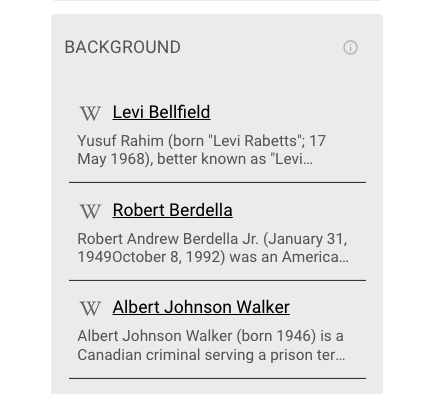 BACKGROUND
W Levi Bellfield
Yusuf Rahim (born "Levi Rabetts"; 17
May 1968), better known as "Levi...
W Robert Berdella
Robert Andrew Berdella Jr. (January 31,
1949October 8, 1992) was an America...
W Albert Johnson Walker
Albert Johnson Walker (born 1946) is a
Canadian criminal serving a prison ter...